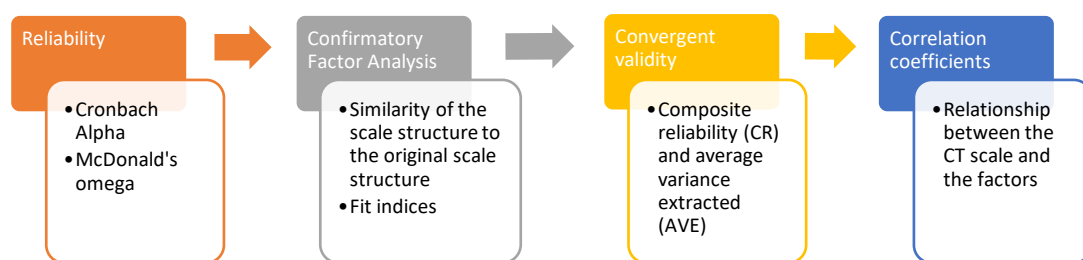 Reliability
•Cronbach
Alpha
•McDonald's
omega
Confirmatory
Factor Analysis
•Similarity of the
scale structure to
the original scale
structure
•Fit indices
Convergent
validity
•Composite
reliability (CR)
and average
variance
extracted
(AVE)
Correlation
coefficients
•Relationship
between the
CT scale and
the factors